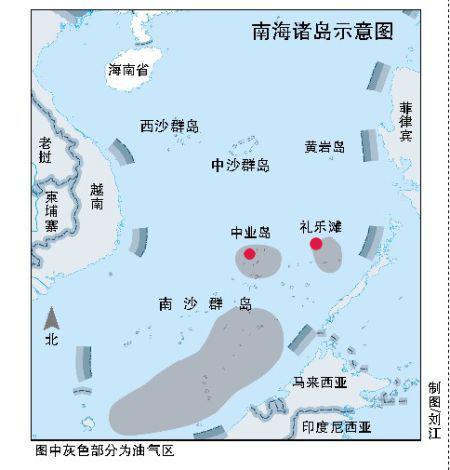 南海诸岛示意图
海南省
菲律宾
西沙群岛
黄岩岛
中沙群岛
老挝
越南
柬埔寨
中业岛
礼乐滩
南沙群岛
北
马来西亚
印度尼西亚
制图/刘江
图中灰色部分为油气区